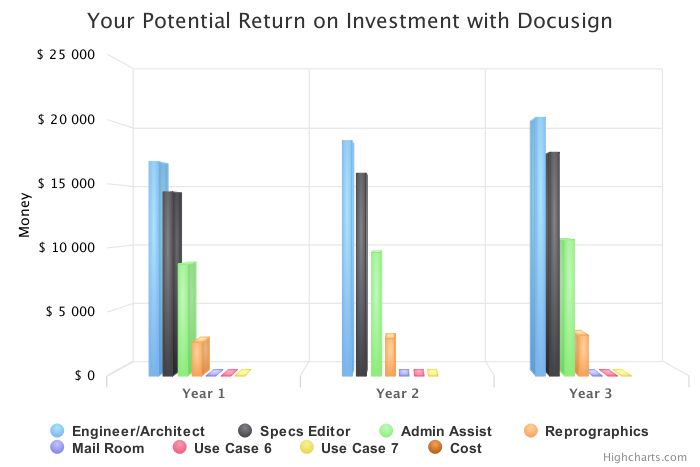 Your Potential Return on Investment with Docusign
$ 25 000
$ 20 000
$ 15 000
$ 10 000
$ 5 000
$ 0
Money
Year 1 Year 2 Year 3
Engineer/Architect Specs Editor Admin Assist Reprographics
Mail Room Use Case 6 Use Case 7 Cost
Highcharts.com